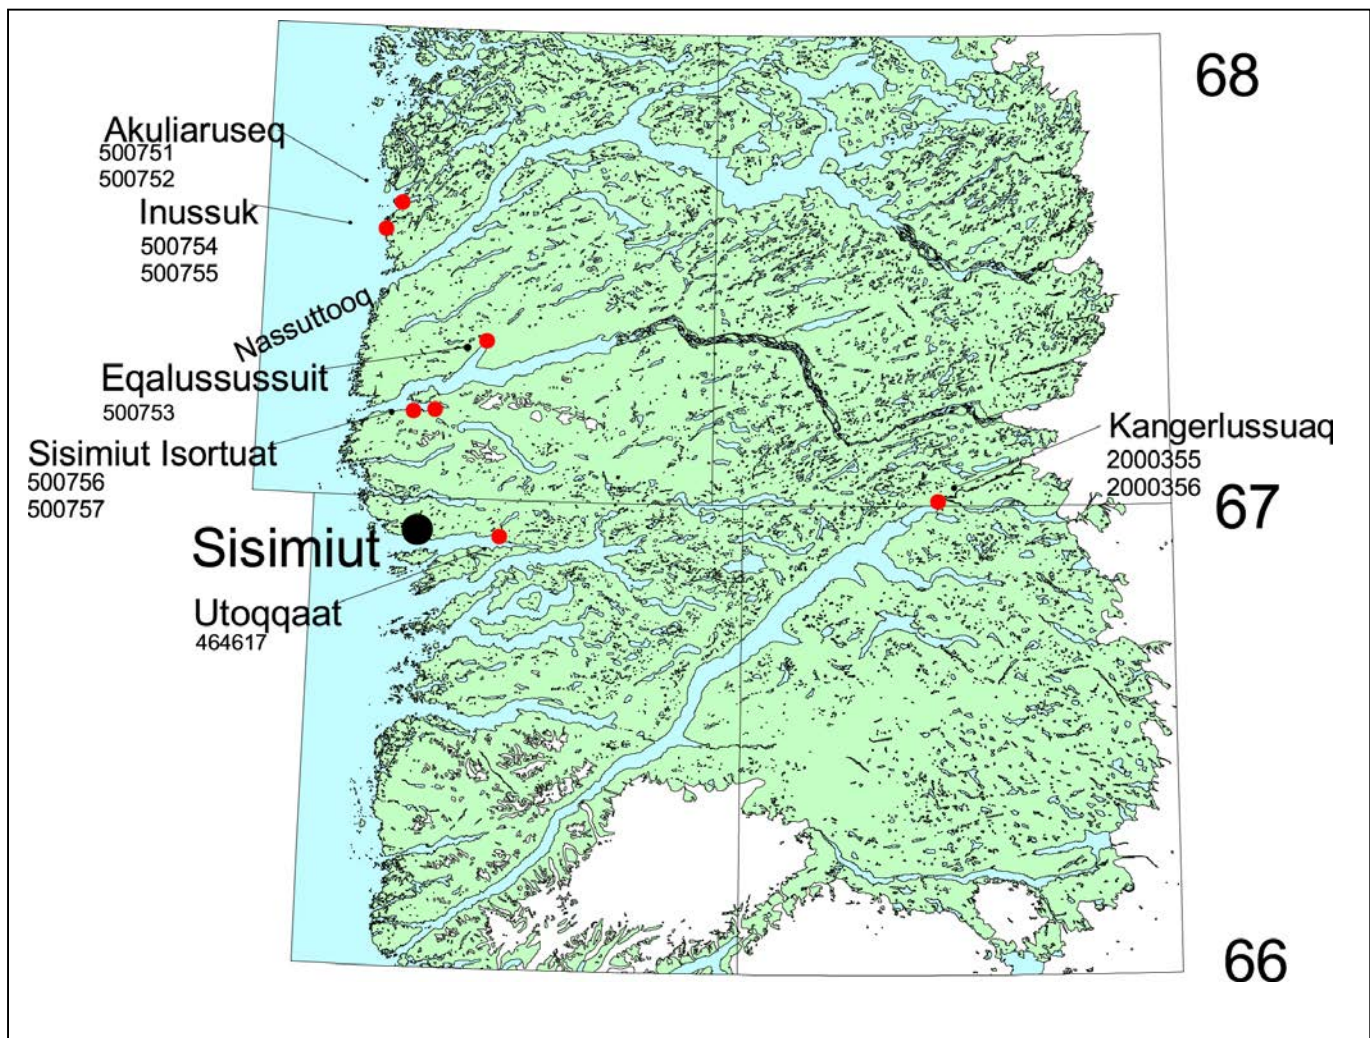 68
Akuliaruseq
500751
500752
Inussuk
500754
500755
Nassuttooq
Eqalussussuit
500753
Kangerlussuaq
2000355
2000356
Sisimiut Isortuat
500756
500757
67
Sisimiut
Utoqqaat
464617
66